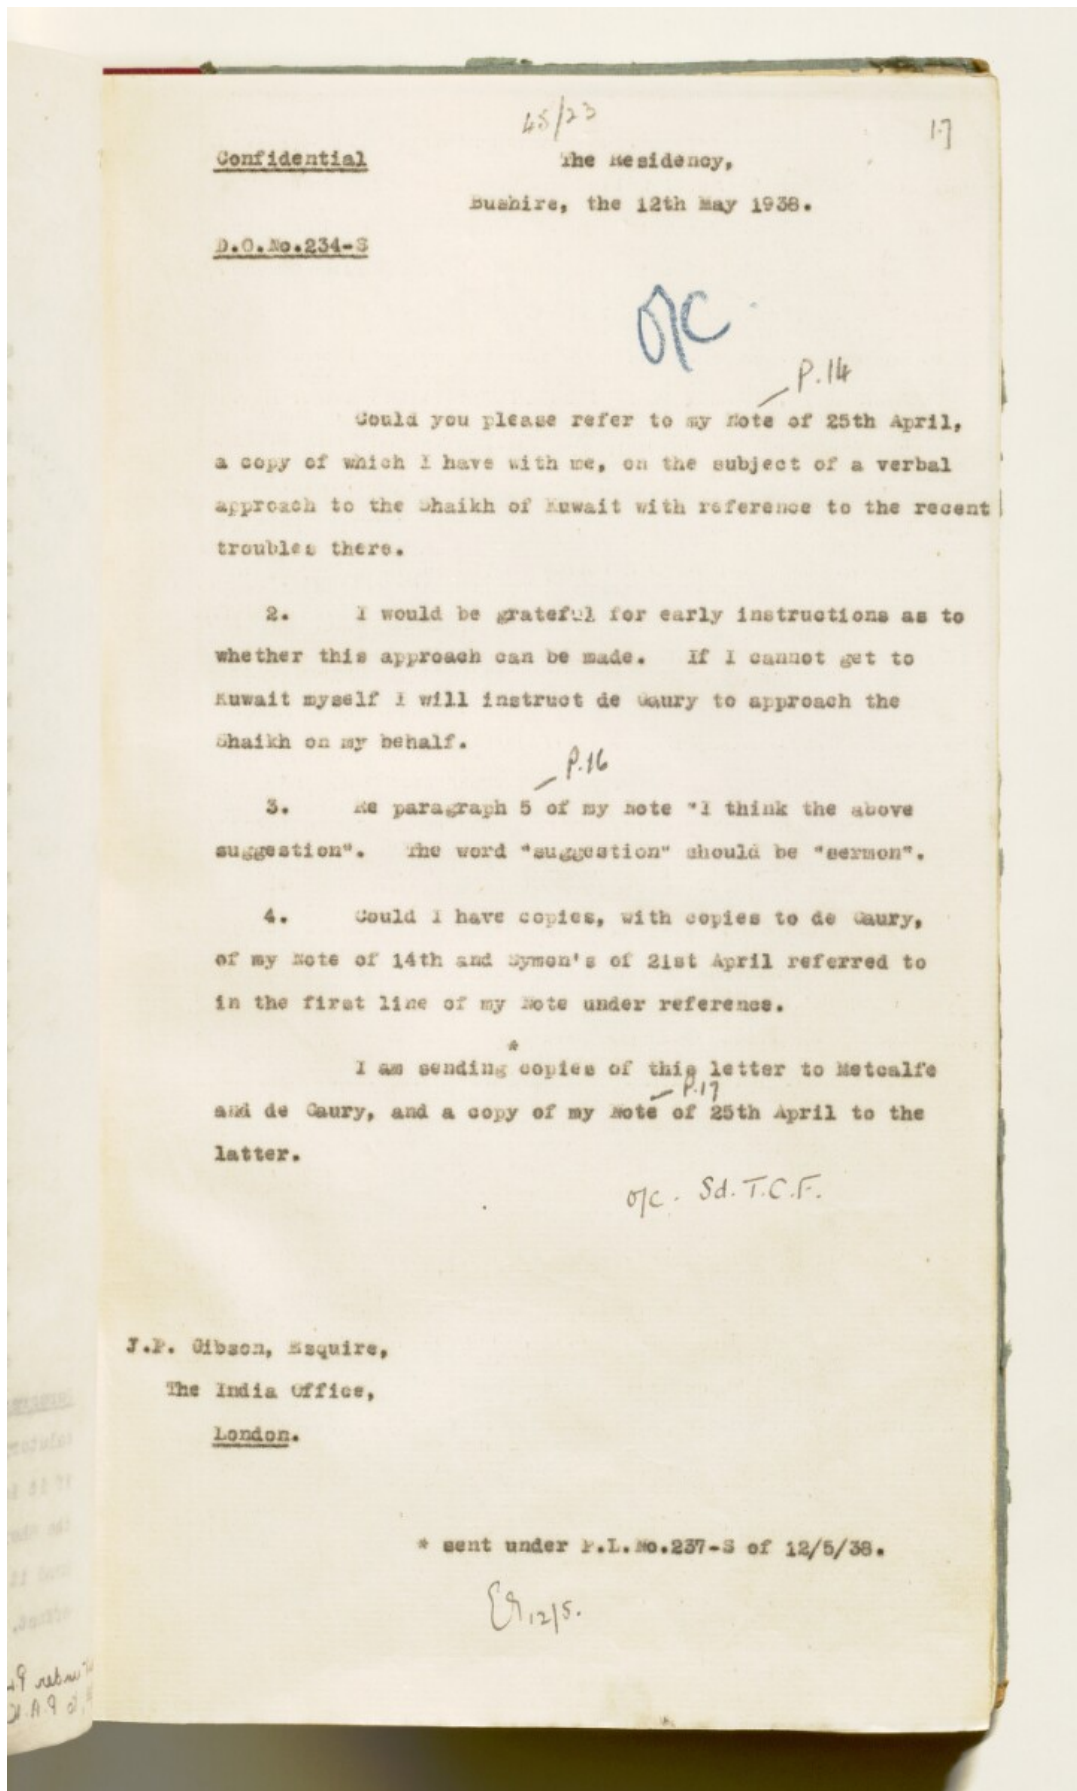 45/23
17
Confidential The Residency,
Bushire, the 12th May 1938.
D.O.No.234-S
O/C
P.14
Could you please refer to my Note of 25th April,
a copy of which I have with me, on the subject of a verbal
approach to the Shaikh of Kuwait with reference to the recent
troubles there.
2. I would be grateful for early instructions as to
whether this approach can be made. If I cannot get to
Kuwait myself I will instruct de Gaury to approach the
Shaikh on my behalf.
P.16
3. Re paragraph 5 of my note "I think the above
suggestion". The word "suggestion" should be "sermon".
4. Could I have copies, with copies to de Gaury,
of my Note of 14th and Symon's of 21st April referred to
in the first line of my Note under reference.
*
I am sending copies of this letter to Metcalfe
P.17
and de Gaury, and a copy of my Note of 25th April to the
latter.
O/C. Sd. T.C.F.
J.P. Gibson, Esquire,
The India Office,
London.
* sent under P.L.No.237-S of 12/5/38.
12/5.